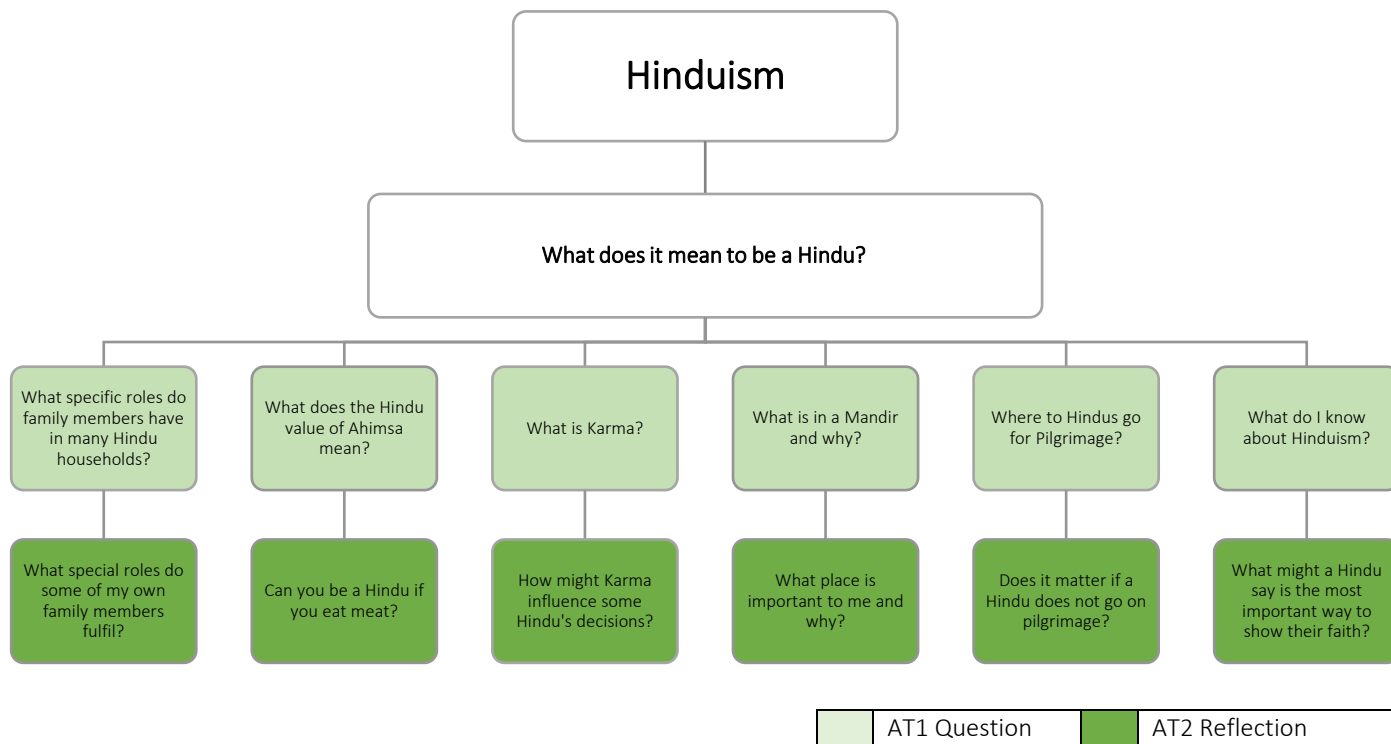 Hinduism
What does it mean to be a Hindu?
What specific roles do
family members have
in many Hindu
households?
What does the Hindu
value of Ahimsa
mean?
What is Karma?
What is in a Mandir
and why?
Where to Hindus go
for Pilgrimage?
What do I know
about Hinduism?
What special roles do
some of my own
family members
fulfil?
Can you be a Hindu if
you eat meat?
How might Karma
influence some
Hindu's decisions?
What place is
important to me and
why?
Does it matter if a
Hindu does not go on
pilgrimage?
What might a Hindu
say is the most
important way to
show their faith?
AT1 Question
AT2 Reflection